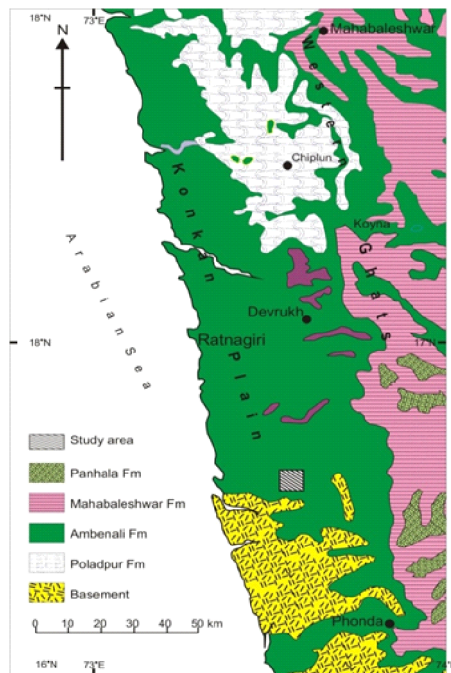 18°N
73°E
N
Mahabaleshwar
Western
Chiplun
Konkan
Koyna
Ghats
Arabian Sea
Devrukh
18°N
Ratnagiri
17°N
Plain
Study area
Panhala Fm
Mahabaleshwar Fm
Ambenali Fm
Poladpur Fm
Basement
0 10 20 30 40 50 km
Phonda
16°N
73°E